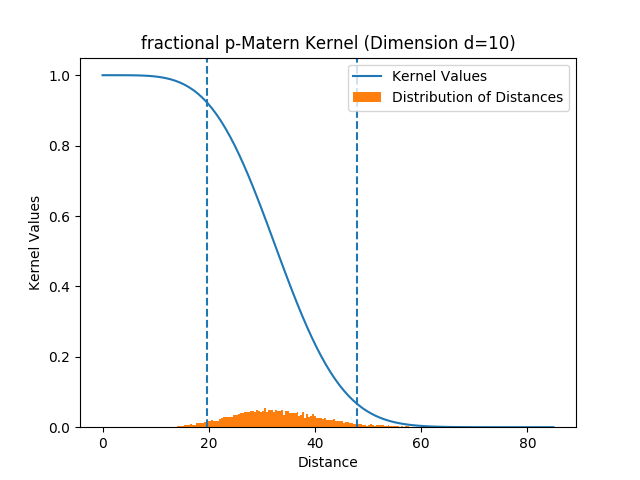 fractional p-Matern Kernel (Dimension d=10)
Kernel Values
Distribution of Distances
Kernel Values
1.0
0.8
0.6
0.4
0.2
0.0
0 20 40 60 80
Distance